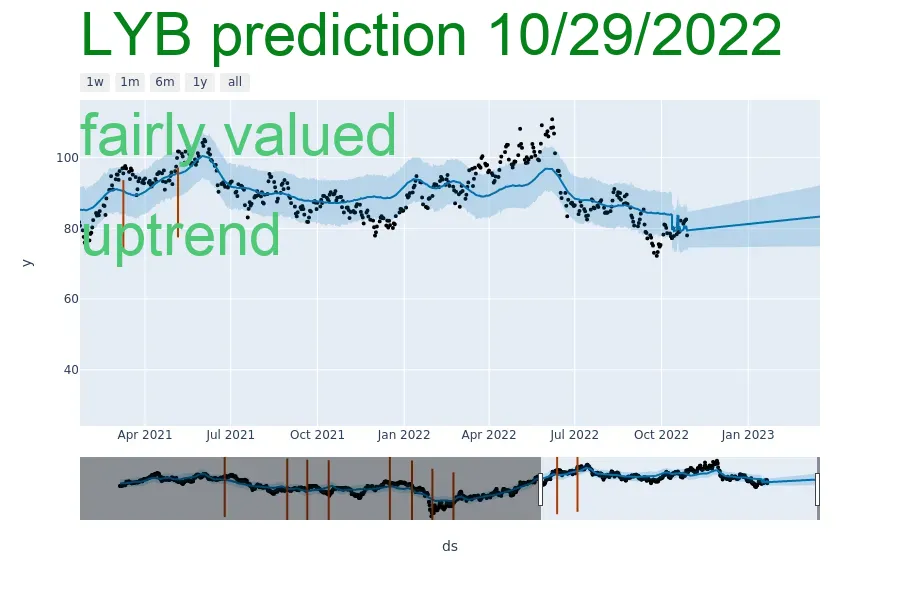 LYB prediction 10/29/2022
1w 1m 6m 1y all
fairly valued
100
uptrend
80
y
60
40
Apr 2021 Jul 2021 Oct 2021 Jan 2022 Apr 2022 Jul 2022 Oct 2022 Jan 2023
ds